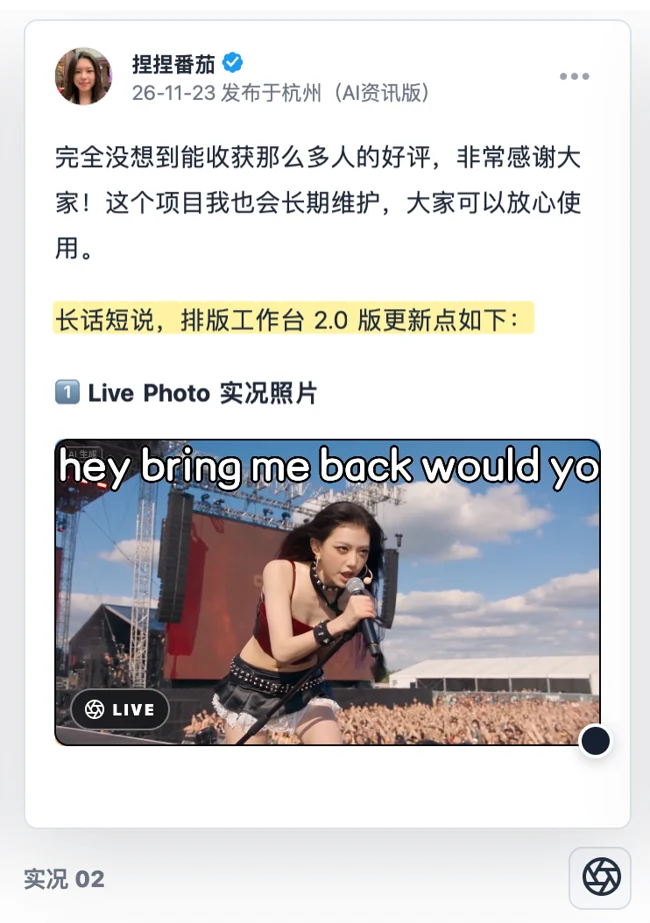 捏捏番茄
26-11-23 发布于杭州（AI资讯版）
完全没想到能收获那么多人的好评，非常感谢大
家！这个项目我也会长期维护，大家可以放心使
用。
长话短说，排版工作台 2.0 版更新点如下：
1 Live Photo 实况照片
AI生成
hey bring me back would yo
LIVE
实况 02